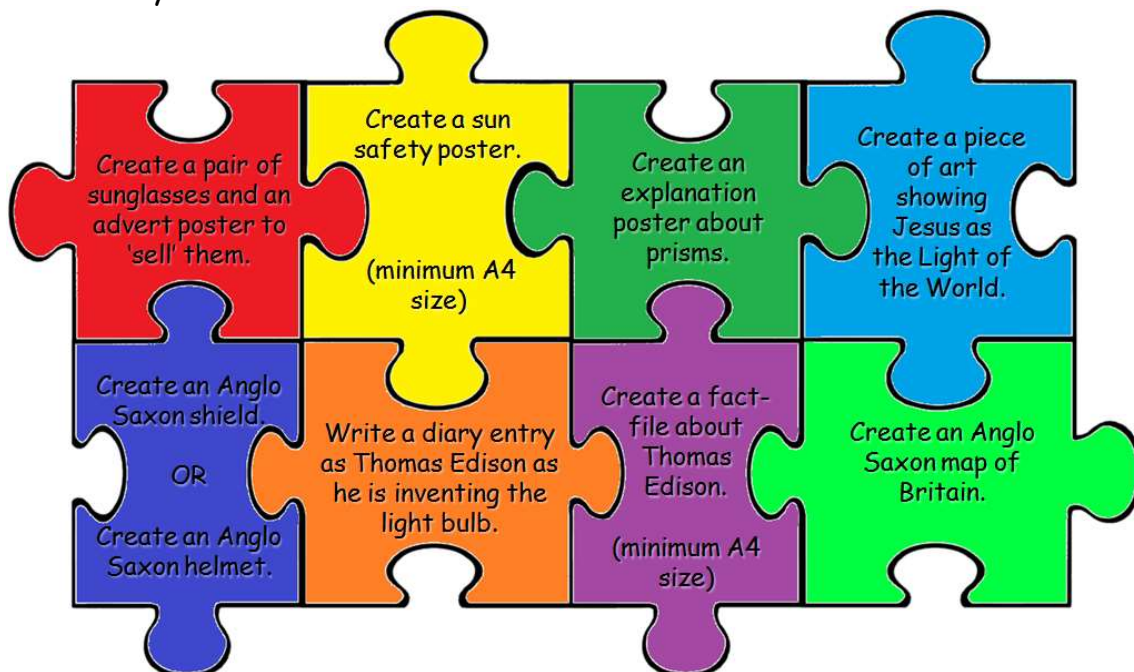 Create a pair of
sunglasses and an
advert poster to
'sell' them.
Create a sun
safety poster.
(minimum A4
size)
Create an
explanation
poster about
prisms.
Create a piece
of art
showing
Jesus as
the Light of
the World.
Create an Anglo
Saxon shield.
OR
Create an Anglo
Saxon helmet.
Write a diary entry
as Thomas Edison as
he is inventing the
light bulb.
Create a fact-
file about
Thomas
Edison.
(minimum A4
size)
Create an Anglo
Saxon map of
Britain.